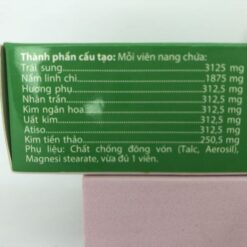 Thành phần cấu tạo: Mỗi viên nang chứa:
Trái sung 3125 mg
Nấm linh chi 1875 mg
Hương phụ 312,5 mg
Nhân trần 312,5 mg
Kim ngân hoa 312,5 mg
Uất kim 312,5 mg
Atiso 312,5 mg
Kim tiền thảo 250,5 mg
Phụ liệu: Chất chống đông vón (Talc, Aerosil),
Magnesi stearate, vừa đủ 1 viên.